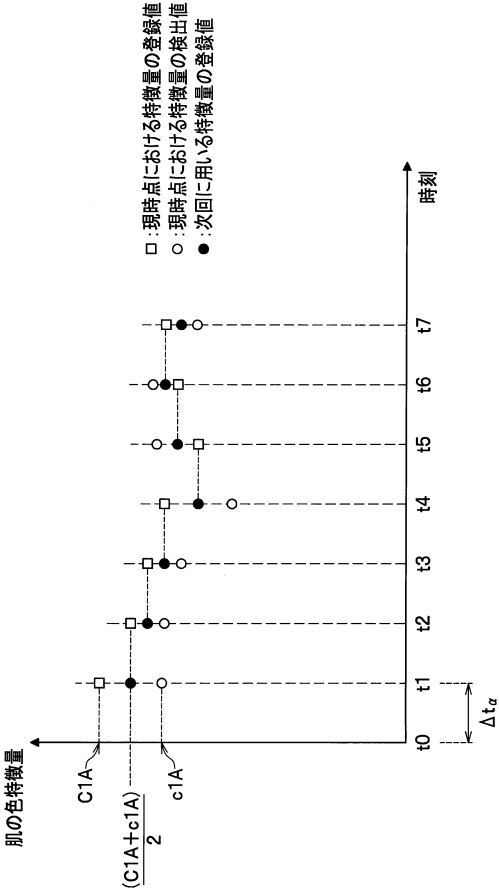 □：現時点における特徴量の登録値
○：現時点における特徴量の検出値
●：次回に用いる特徴量の登録値
肌の色特徴量
C1A
(C1A+c1A)
2
c1A
t0
t1
t2
t3
t4
t5
t6
t7
時刻
Δtα